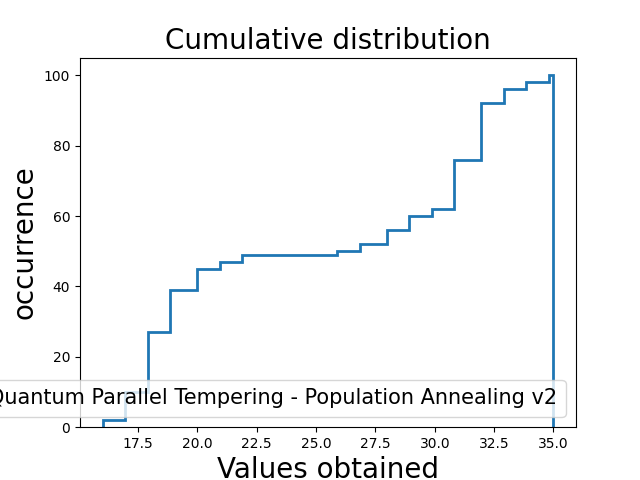 Cumulative distribution
100
80
60
40
20
0
occurrence
Parallel Tempering - Population Annealing v2
17.5 20.0 22.5 25.0 27.5 30.0 32.5 35.0
Values obtained